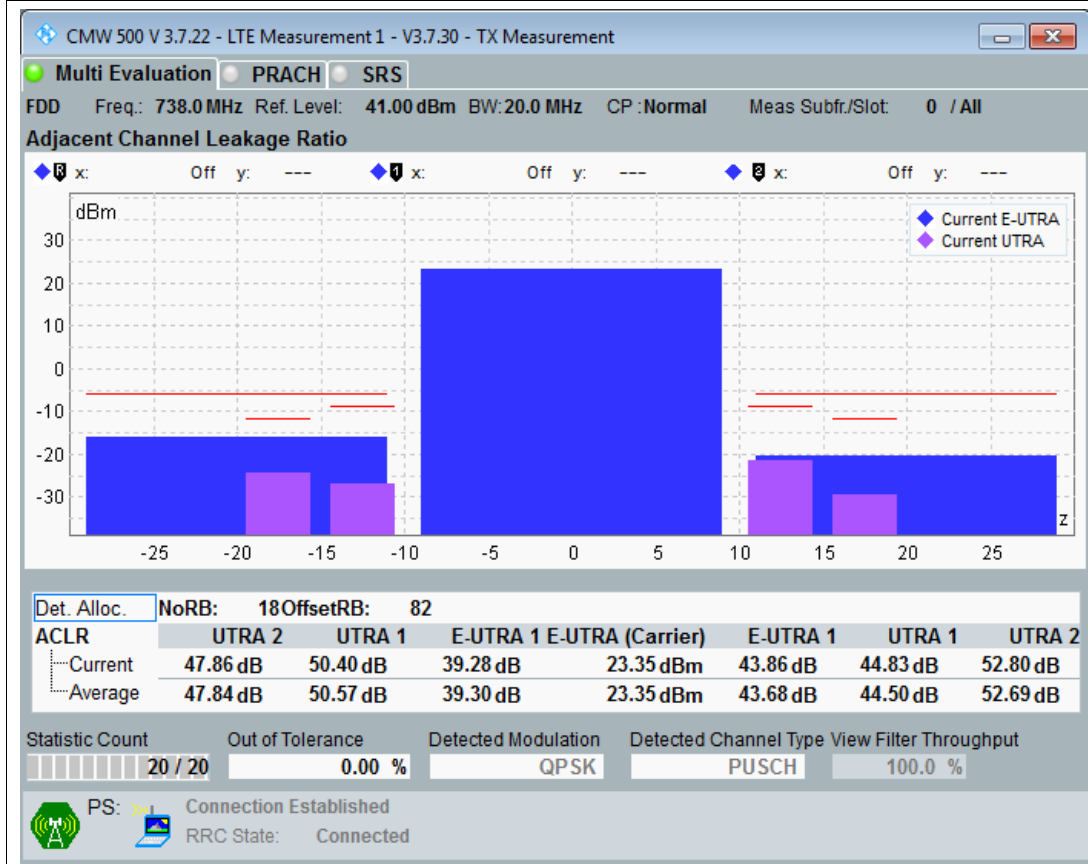 CMW 500 V 3.7.22 - LTE Measurement 1 - V3.7.30 - TX Measurement
Multi Evaluation PRACH SRS
FDD Freq.: 738.0 MHz Ref. Level: 41.00 dBm BW: 20.0 MHz CP : Normal Meas Subfr./Slot: 0 / All
Adjacent Channel Leakage Ratio
R x: Off y: --- 1 x: Off y: --- 2 x: Off y: ---
dBm
Current E-UTRA
Current UTRA
30
20
10
0
-10
-20
-30
z
-25 -20 -15 -10 -5 0 5 10 15 20 25
Det. Alloc. NoRB: 18 OffsetRB: 82
ACLR UTRA 2 UTRA 1 E-UTRA 1 E-UTRA (Carrier) E-UTRA 1 UTRA 1 UTRA 2
Current 47.86 dB 50.40 dB 39.28 dB 23.35 dBm 43.86 dB 44.83 dB 52.80 dB
Average 47.84 dB 50.57 dB 39.30 dB 23.35 dBm 43.68 dB 44.50 dB 52.69 dB
Statistic Count Out of Tolerance Detected Modulation Detected Channel Type View Filter Throughput
20 / 20 0.00 % QPSK PUSCH 100.0 %
PS: Connection Established
RRC State: Connected